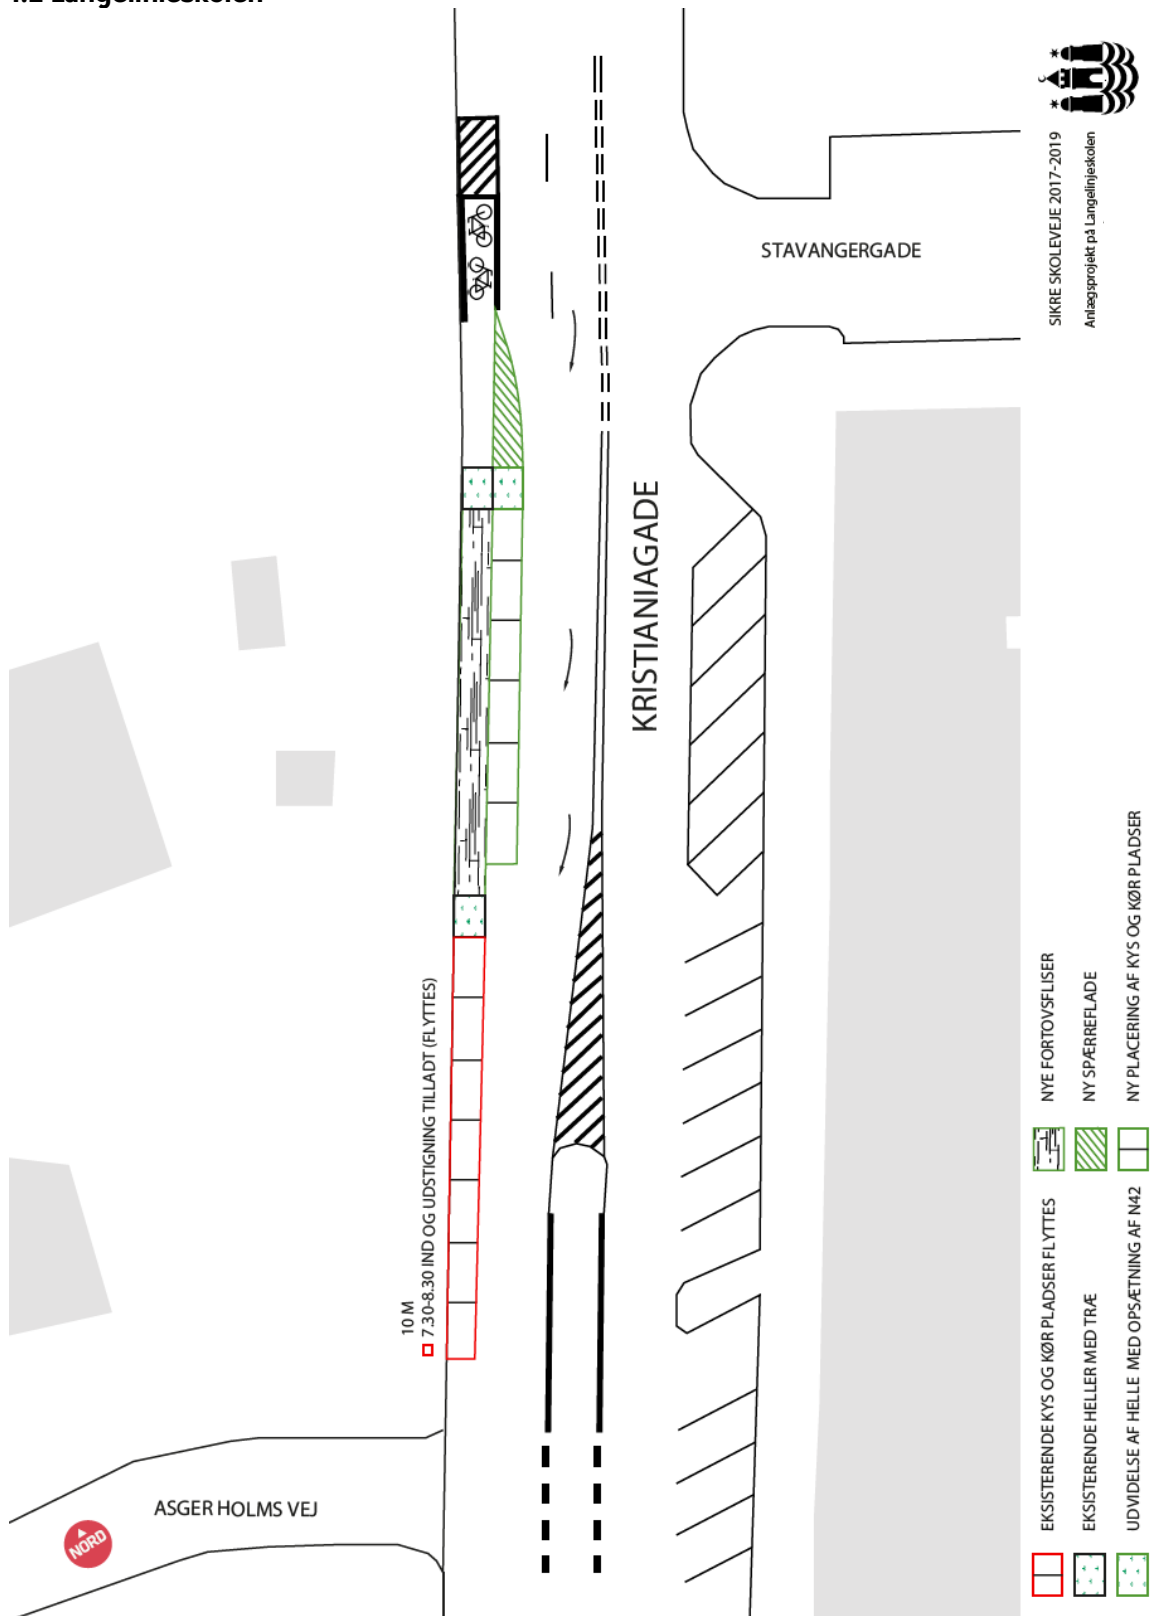 STAVANGERGADE
SIKRE SKOLEVEJE 2017-2019
Anlægsprojekt på Langelinjeskolen
KRISTIANIAGADE
10 M
7.30-8.30 IND OG UDSTIGNING TILLADT (FLYTTES)
ASGER HOLMS VEJ
NORD
EKSISTERENDE KYS OG KØR PLADSER FLYTTES
EKSISTERENDE HELLER MED TRÆ
UDVIDELSE AF HELLE MED OPSÆTNING AF N42
NYE FORTOVSFLISER
NY SPÆRREFLADE
NY PLACERING AF KYS OG KØR PLADSER